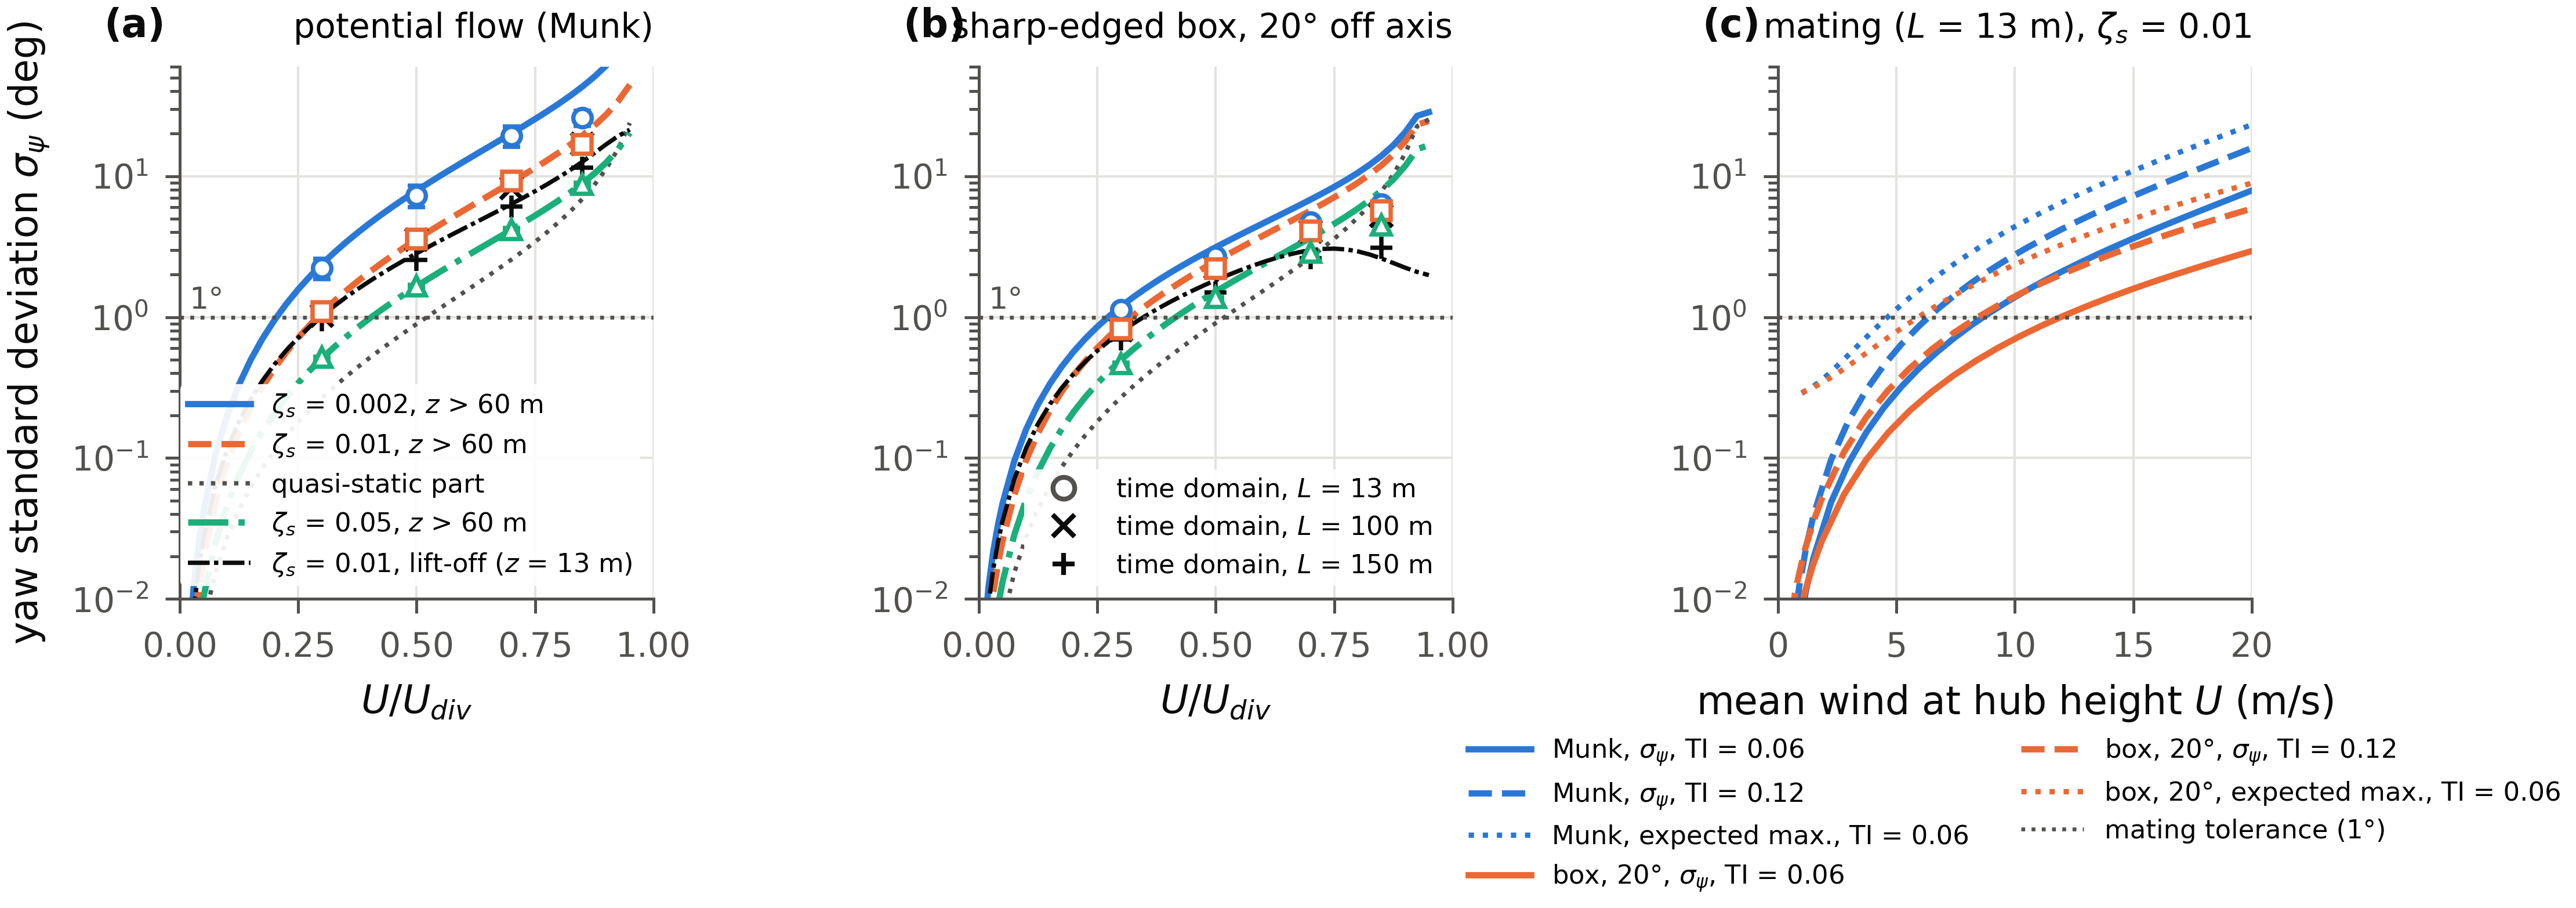 (a) potential flow (Munk)
yaw standard deviation σψ (deg)
10¹
10⁰
10⁻¹
10⁻²
1°
ζs = 0.002, z > 60 m
ζs = 0.01, z > 60 m
quasi-static part
ζs = 0.05, z > 60 m
ζs = 0.01, lift-off (z = 13 m)
0.00 0.25 0.50 0.75 1.00
U/Udiv
(b) sharp-edged box, 20° off axis
10¹
10⁰
10⁻¹
10⁻²
1°
time domain, L = 13 m
time domain, L = 100 m
time domain, L = 150 m
0.00 0.25 0.50 0.75 1.00
U/Udiv
(c) mating (L = 13 m), ζs = 0.01
10¹
10⁰
10⁻¹
10⁻²
0 5 10 15 20
mean wind at hub height U (m/s)
Munk, σψ, TI = 0.06
Munk, σψ, TI = 0.12
Munk, expected max., TI = 0.06
box, 20°, σψ, TI = 0.06
box, 20°, σψ, TI = 0.12
box, 20°, expected max., TI = 0.06
mating tolerance (1°)